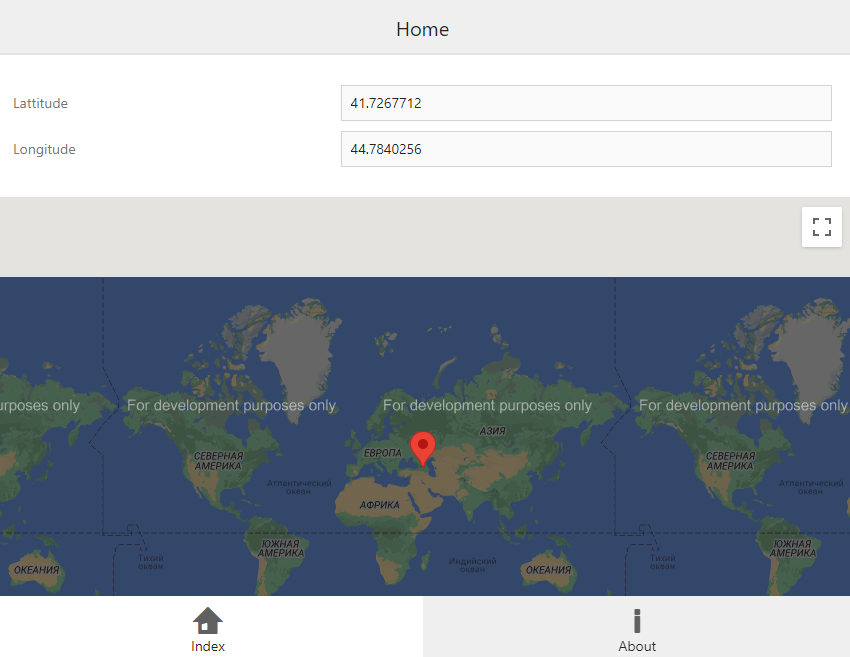 Home
Lattitude
41.7267712
Longitude
44.7840256
urposes only
For development purposes only
For development purposes only
For development purposes only
АЗИЯ
ЕВРОПА
СЕВЕРНАЯ
АМЕРИКА
СЕВЕРНАЯ
АМЕРИКА
Атлантический
океан
Атлантический
океан
АФРИКА
ЮЖНАЯ
АМЕРИКА
ЮЖНАЯ
АМЕРИКА
Тихий
океан
Индийский
океан
Тихий
океан
ОКЕАНИЯ
ОКЕАНИЯ
Index
About